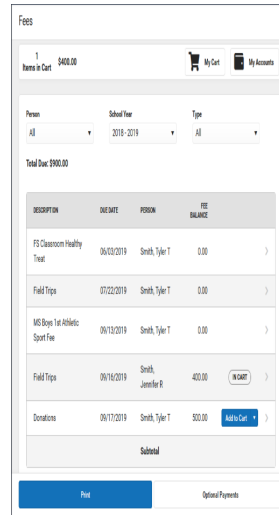 Fees
1
Items in Cart $400.00 My Cart My Accounts
Person School Year Type
All 2018 - 2019 All
Total Due: $900.00
DESCRIPTION DUE DATE PERSON FEE BALANCE
FS Classroom Healthy Treat 06/03/2019 Smith, Tyler T 0.00
Field Trips 07/22/2019 Smith, Tyler T 0.00
MS Boys 1st Athletic Sport Fee 09/13/2019 Smith, Tyler T 0.00
Field Trips 09/16/2019 Smith, Jennifer R 400.00 IN CART
Donations 09/17/2019 Smith, Tyler T 500.00 Add to Cart
Subtotal
Print Optional Payments